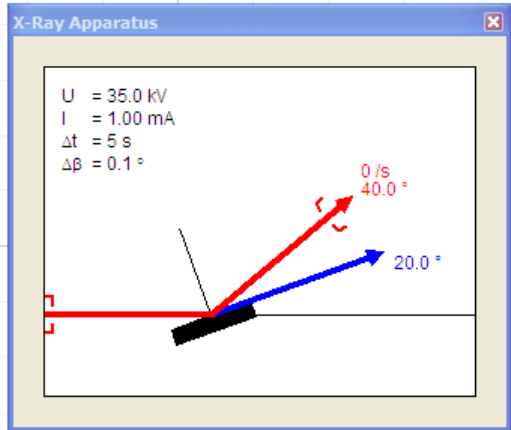 X-Ray Apparatus
U = 35.0 kV
I = 1.00 mA
Δt = 5 s
Δβ = 0.1 °
0 /s
40.0 °
20.0 °